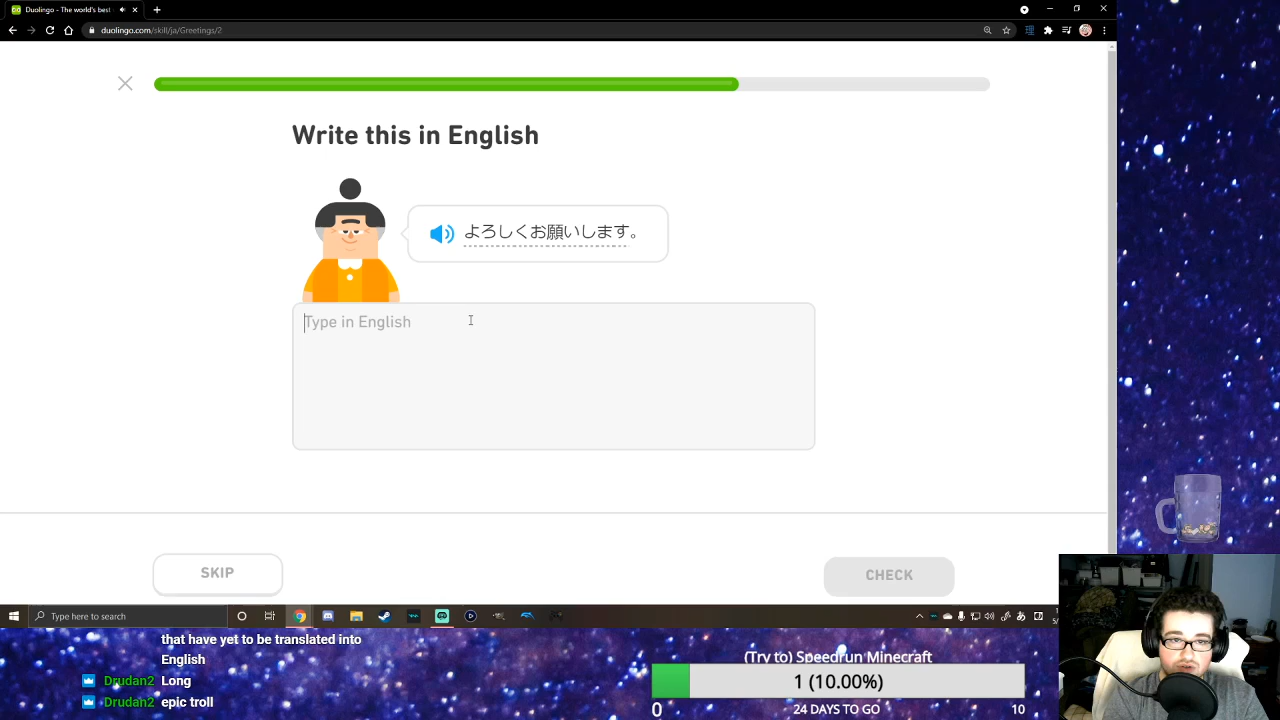 Duolingo - The world's best
duolingo.com/skill/ja/Greetings/2
Write this in English
よろしくお願いします。
Type in English
SKIP
CHECK
Type here to search
that have yet to be translated into
English
Drudan2 Long
Drudan2 epic troll
(Try to) Speedrun Minecraft
1 (10.00%)
0
24 DAYS TO GO
10